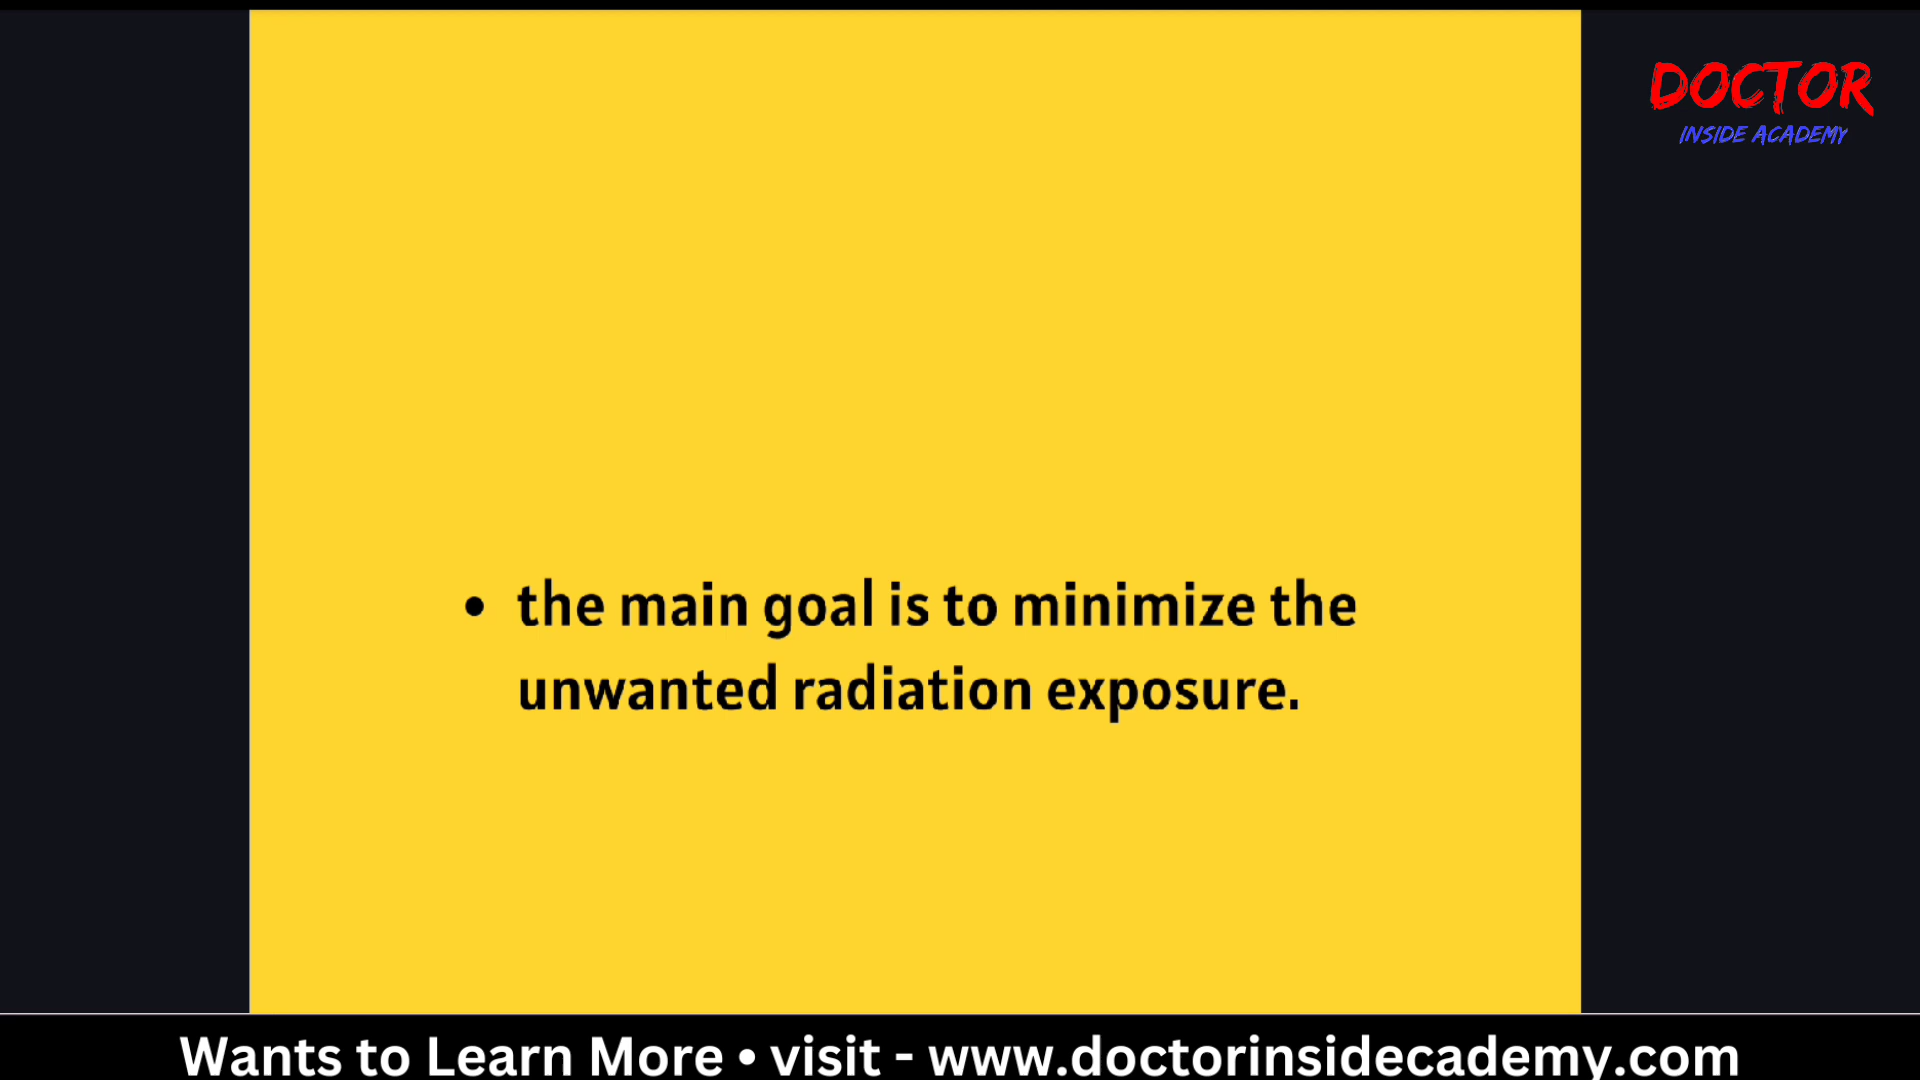 DOCTOR
INSIDE ACADEMY
• the main goal is to minimize the
unwanted radiation exposure.
Wants to Learn More • visit - www.doctorinsidecademy.com